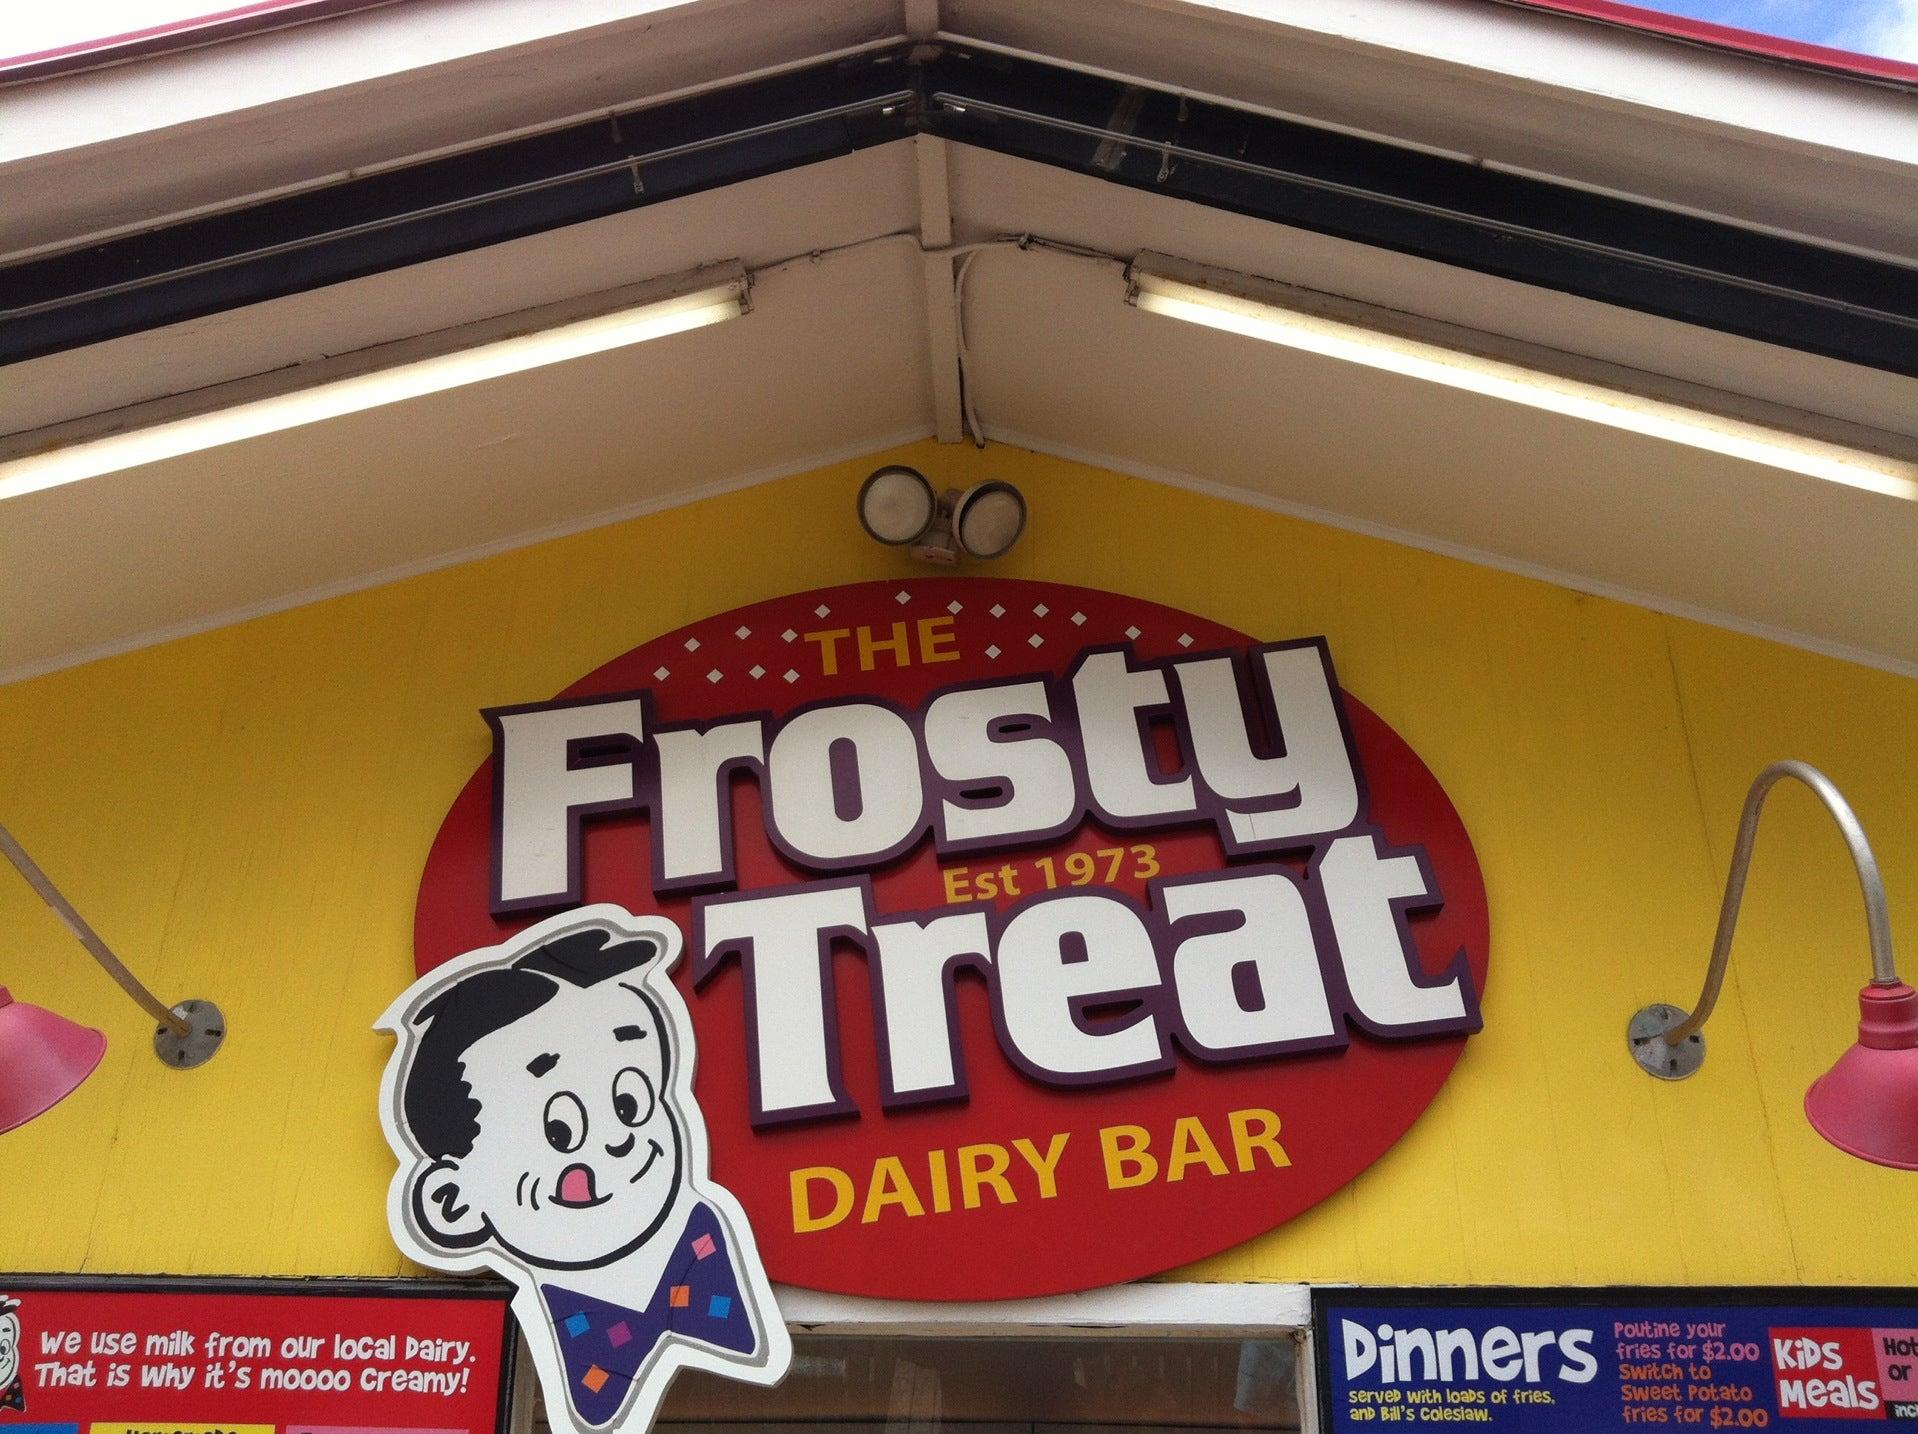 THE
Frosty
Est 1973
Treat
DAIRY BAR
We use milk from our local Dairy.
That is why it's moooo creamy!
Dinners
served with loads of fries,
and Bill's Coleslaw.
Poutine your
fries for $2.00
Switch to
Sweet Potato
fries for $2.00
Kids
Meals
Hot
or